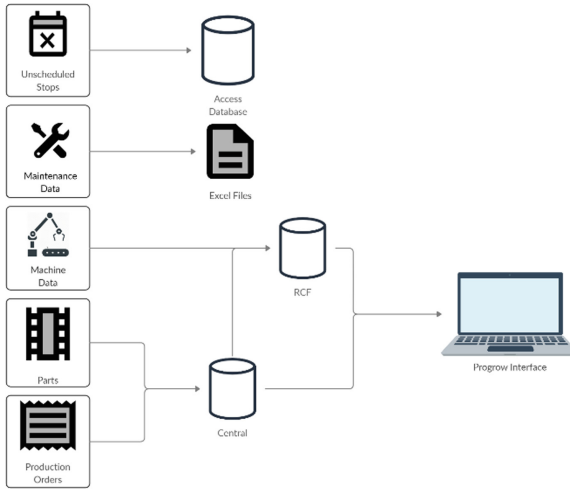 Unscheduled
Stops
Access
Database
Maintenance
Data
Excel Files
Machine
Data
RCF
Parts
Central
Progrow Interface
Production
Orders